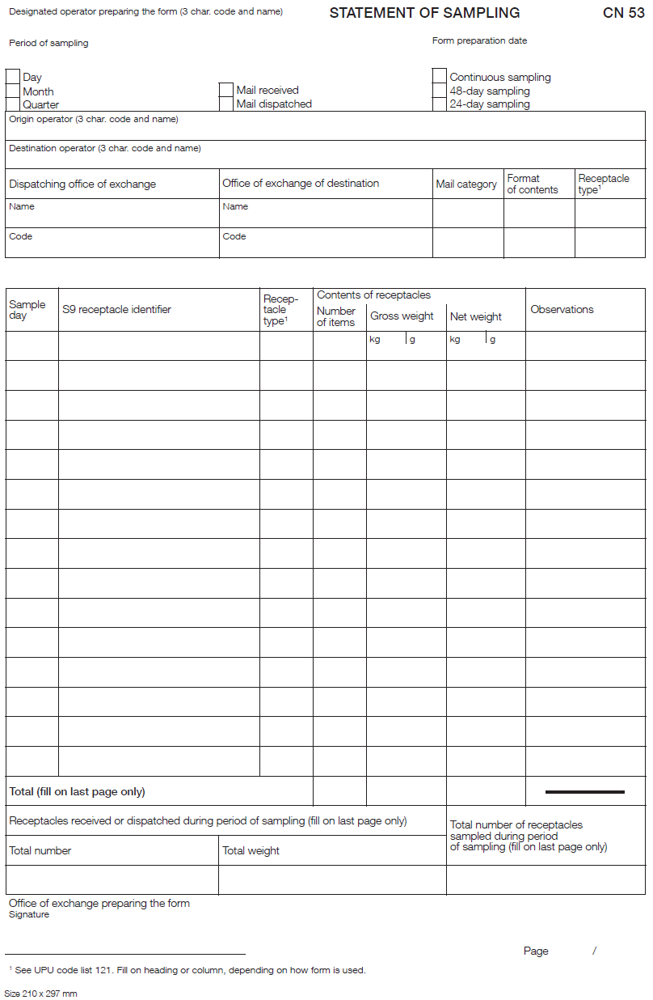 Designated operator preparing the form (3 char. code and name)
STATEMENT OF SAMPLING
CN 53
Period of sampling
Form preparation date
Day
Month
Quarter
Mail received
Mail dispatched
Continuous sampling
48-day sampling
24-day sampling
Origin operator (3 char. code and name)
Destination operator (3 char. code and name)
Dispatching office of exchange
Office of exchange of destination
Mail category
Format
of contents
Receptacle
type¹
Name
Name
Code
Code
Sample
day
S9 receptacle identifier
Recep-
tacle
type¹
Contents of receptacles
Number
of items
Gross weight
Net weight
Observations
kg
g
kg
g
Total (fill on last page only)
Receptacles received or dispatched during period of sampling (fill on last page only)
Total number of receptacles
sampled during period
of sampling (fill on last page only)
Total number
Total weight
Office of exchange preparing the form
Signature
Page /
¹ See UPU code list 121. Fill on heading or column, depending on how form is used.
Size 210 x 297 mm